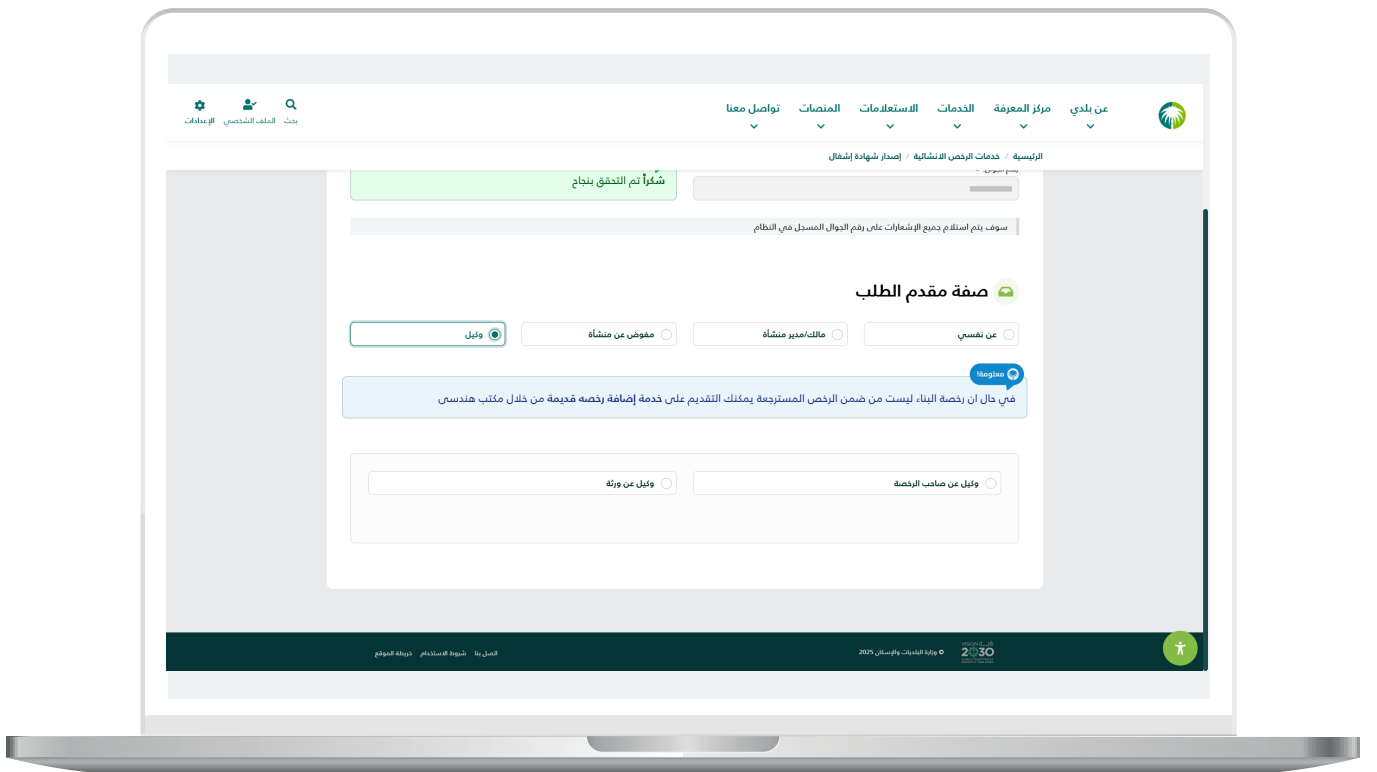 عن بلدي مركز المعرفة الخدمات الاستعلامات المنصات تواصل معنا
بحث الملف الشخصي الإعدادات
الرئيسية / خدمات الرخص الانشائية / إصدار شهادة إشغال
شكراً تم التحقق بنجاح
سوف يتم استلام جميع الإشعارات على رقم الجوال المسجل في النظام
صفة مقدم الطلب
عن نفسي مالك/مدير منشأة مفوض عن منشأة وكيل
معلومة!
في حال ان رخصة البناء ليست من ضمن الرخص المسترجعة يمكنك التقديم على خدمة إضافة رخصه قديمة من خلال مكتب هندسى
وكيل عن صاحب الرخصة وكيل عن ورثة
VISION رؤية
2030
© وزارة البلديات والإسكان 2025
اتصل بنا شروط الاستخدام خريطة الموقع